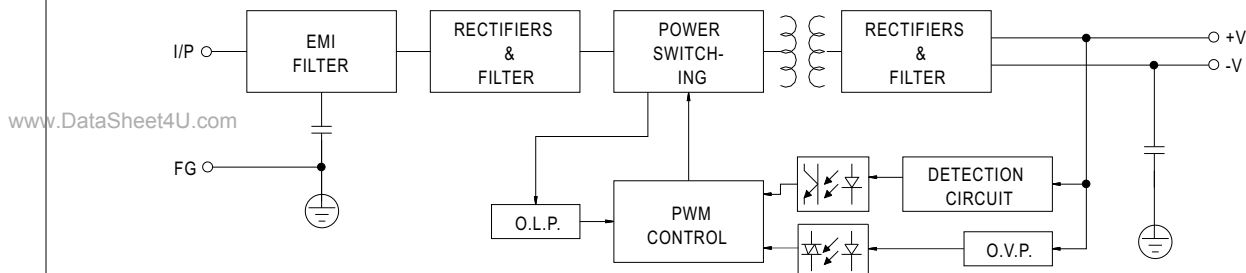 I/P
EMI
FILTER
RECTIFIERS
&
FILTER
POWER
SWITCH-
ING
RECTIFIERS
&
FILTER
+V
-V
www.DataSheet4U.com
FG
O.L.P.
PWM
CONTROL
DETECTION
CIRCUIT
O.V.P.